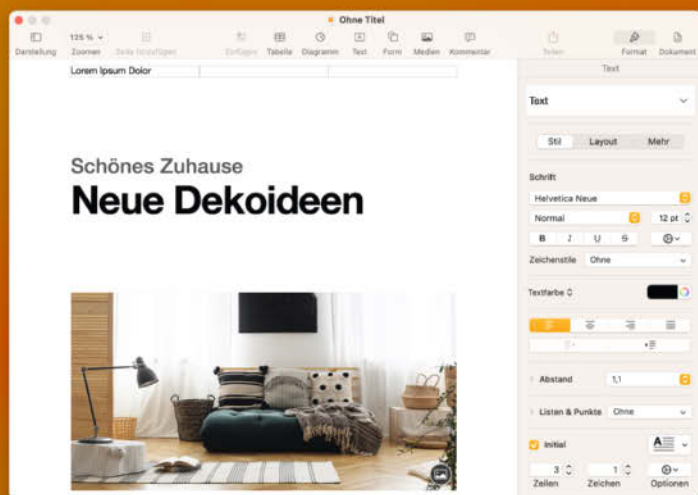 Ohne Titel
125 %
Darstellung Zoomen Seite hinzufügen Einfügen Tabelle Diagramm Text Form Medien Kommentar Teilen Format Dokument
Lorem Ipsum Dolor
Schönes Zuhause
Neue Dekoideen
Text
Text
Stil Layout Mehr
Schrift
Helvetica Neue
Normal 12 pt
B I U S
Zeichenstile Ohne
Textfarbe
Abstand 1,1
Listen & Punkte Ohne
Initial A
3 1
Zeilen Zeichen Optionen